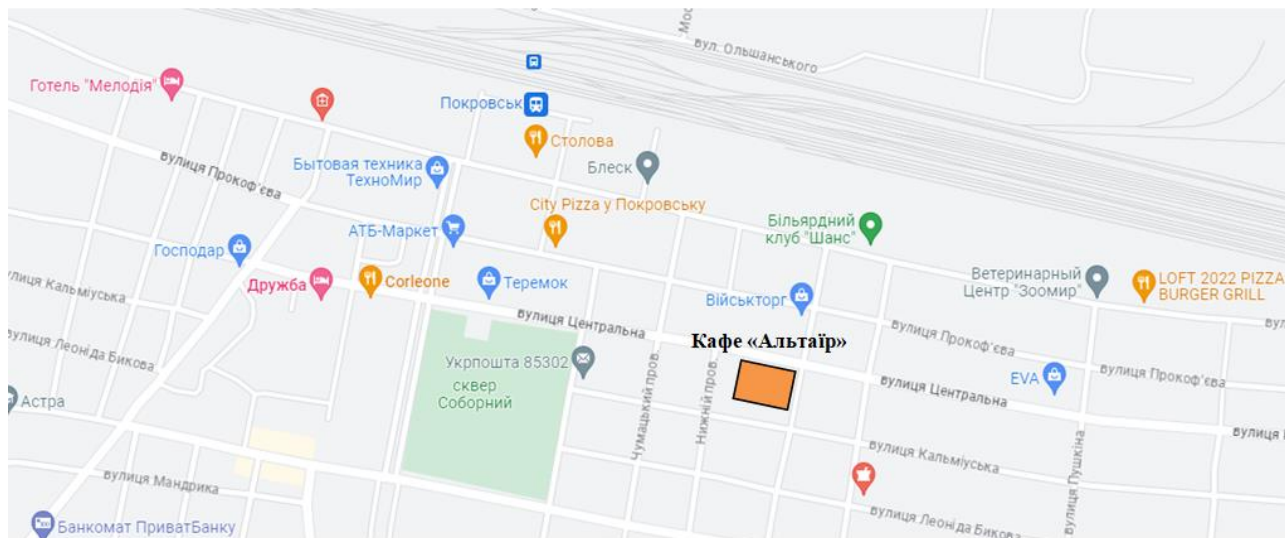 Мос
вул. Ольшанського
Готель "Мелодія"
Покровськ
Столова
вулиця Прокоф'єва
Бытовая техника
ТехноМир
Блеск
City Pizza у Покровську
АТБ-Маркет
Більярдний
клуб "Шанс"
Господар
Дружба
Corleone
Теремок
Ветеринарный
Центр "Зоомир"
LOFT 2022 PIZZA
BURGER GRILL
улиця Кальміуська
вулиця Центральна
Військторг
вулиця Прокоф'єва
вулиця Прокоф'єва
Кафе «Альтаїр»
улиця Леоніда Бикова
Укрпошта 85302
сквер
Соборний
Чумацький пров.
Нижній пров.
вулиця Центральна
EVA
Астра
вулиця
вулиця Кальміуська
вулиця Пушкіна
вулиця Мандрика
вулиця Леоніда Бикова
Банкомат ПриватБанку